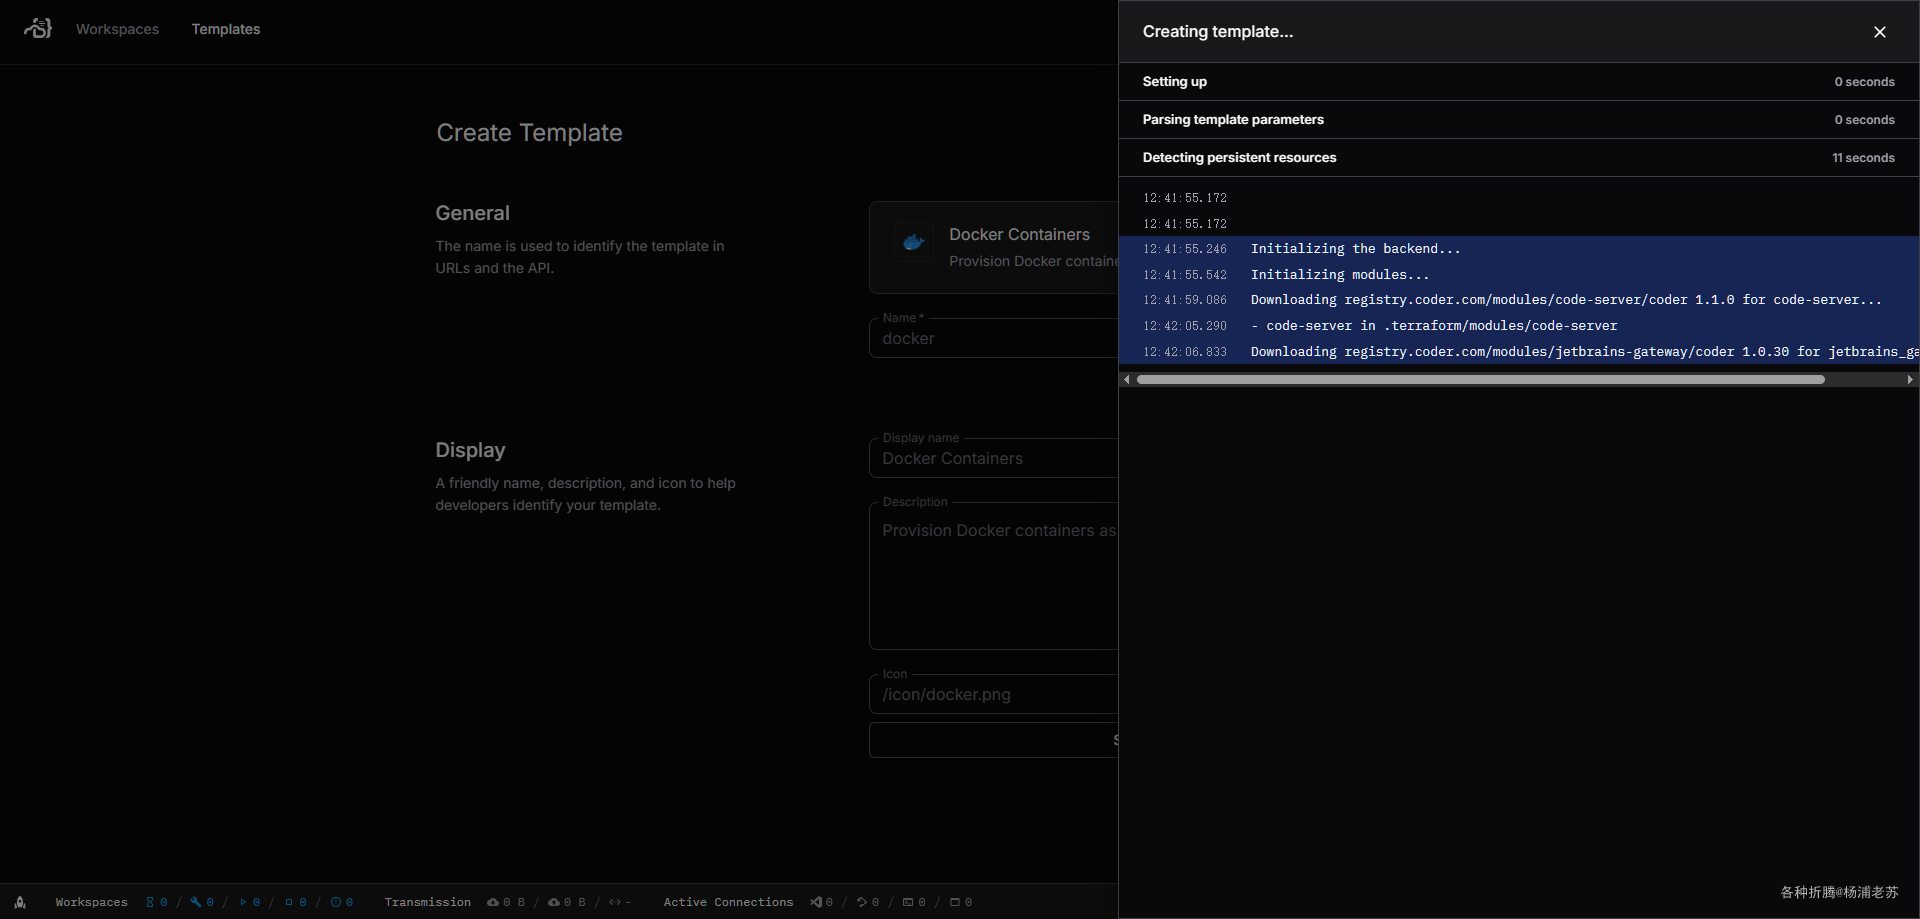 Workspaces
Templates
Create Template
General
The name is used to identify the template in
URLs and the API.
Docker Containers
Provision Docker containe
Name *
docker
Display
A friendly name, description, and icon to help
developers identify your template.
Display name
Docker Containers
Description
Provision Docker containers as
Icon
/icon/docker.png
Creating template...
Setting up 0 seconds
Parsing template parameters 0 seconds
Detecting persistent resources 11 seconds
12:41:55.172
12:41:55.172
12:41:55.246 Initializing the backend...
12:41:55.542 Initializing modules...
12:41:59.086 Downloading registry.coder.com/modules/code-server/coder 1.1.0 for code-server...
12:42:05.290 - code-server in .terraform/modules/code-server
12:42:06.833 Downloading registry.coder.com/modules/jetbrains-gateway/coder 1.0.30 for jetbrains_ga
Workspaces 0 / 0 / 0 / 0 / 0 Transmission 0 B / 0 B / - Active Connections 0 / 0 / 0 / 0
各种折腾@杨浦老苏